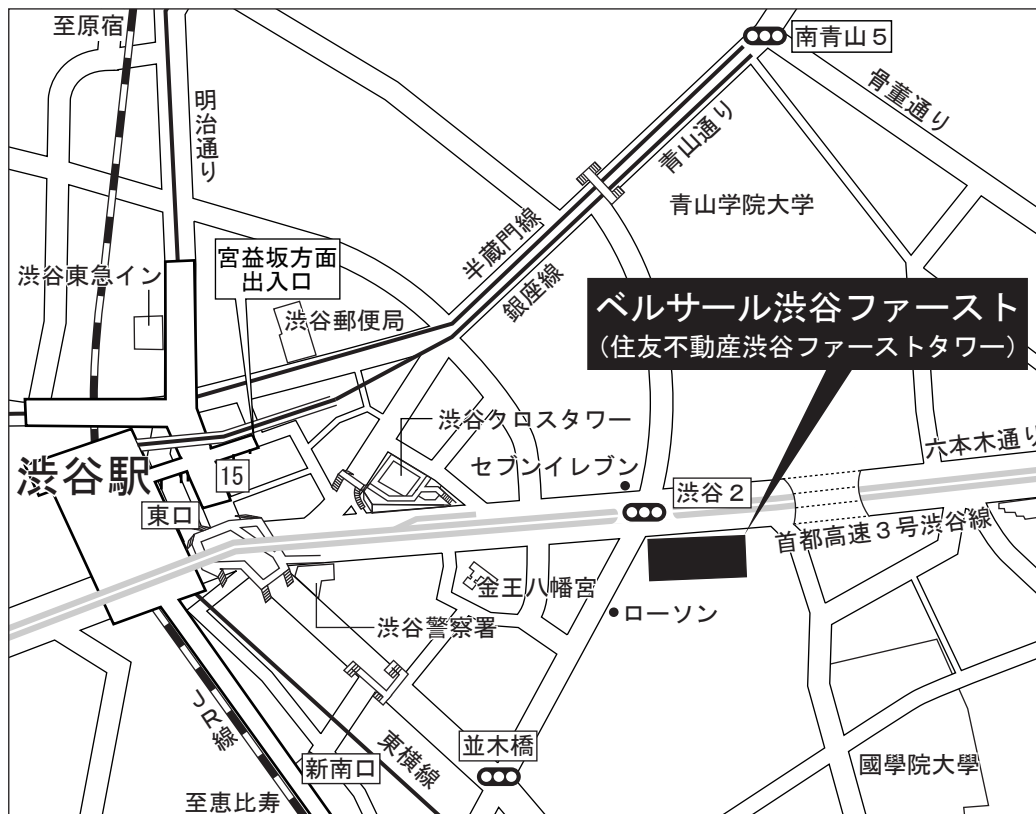 至原宿
明治通り
南青山5
骨董通り
青山通り
青山学院大学
半蔵門線
銀座線
宮益坂方面
出入口
渋谷東急イン
渋谷郵便局
ベルサール渋谷ファースト
(住友不動産渋谷ファーストタワー)
渋谷クロスタワー
六本木通り
セブンイレブン
渋谷駅
15
渋谷2
東口
首都高速3号渋谷線
金王八幡宮
ローソン
渋谷警察署
JR線
東横線
並木橋
新南口
國學院大學
至恵比寿